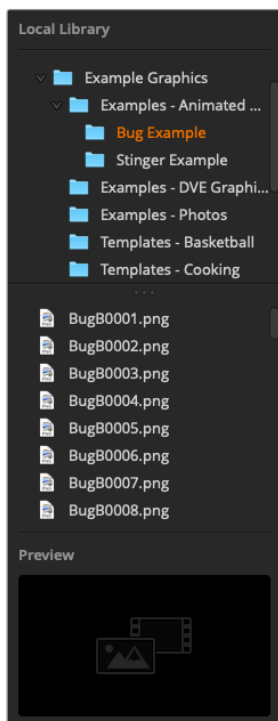 Local Library
Example Graphics
Examples - Animated ...
Bug Example
Stinger Example
Examples - DVE Graphi...
Examples - Photos
Templates - Basketball
Templates - Cooking
BugB0001.png
BugB0002.png
BugB0003.png
BugB0004.png
BugB0005.png
BugB0006.png
BugB0007.png
BugB0008.png
Preview